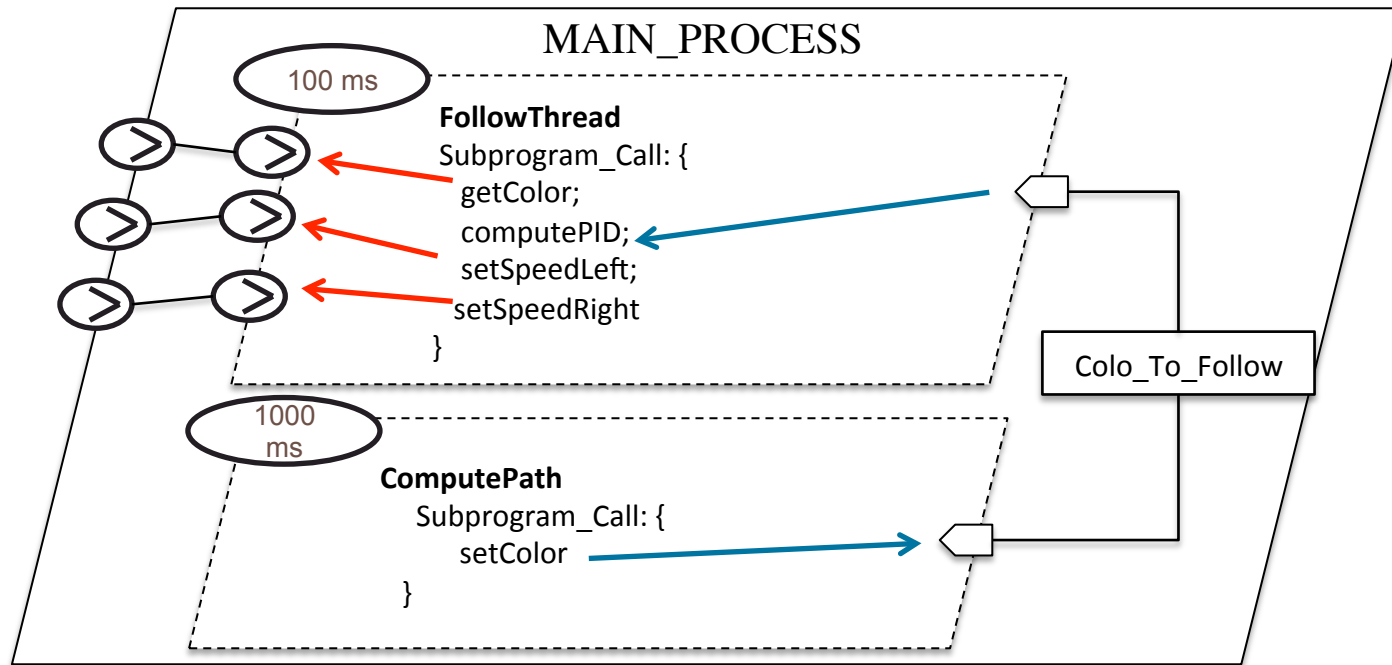 MAIN_PROCESS
100 ms
FollowThread
Subprogram_Call: {
getColor;
computePID;
setSpeedLeft;
setSpeedRight
}
Colo_To_Follow
1000
ms
ComputePath
Subprogram_Call: {
setColor
}